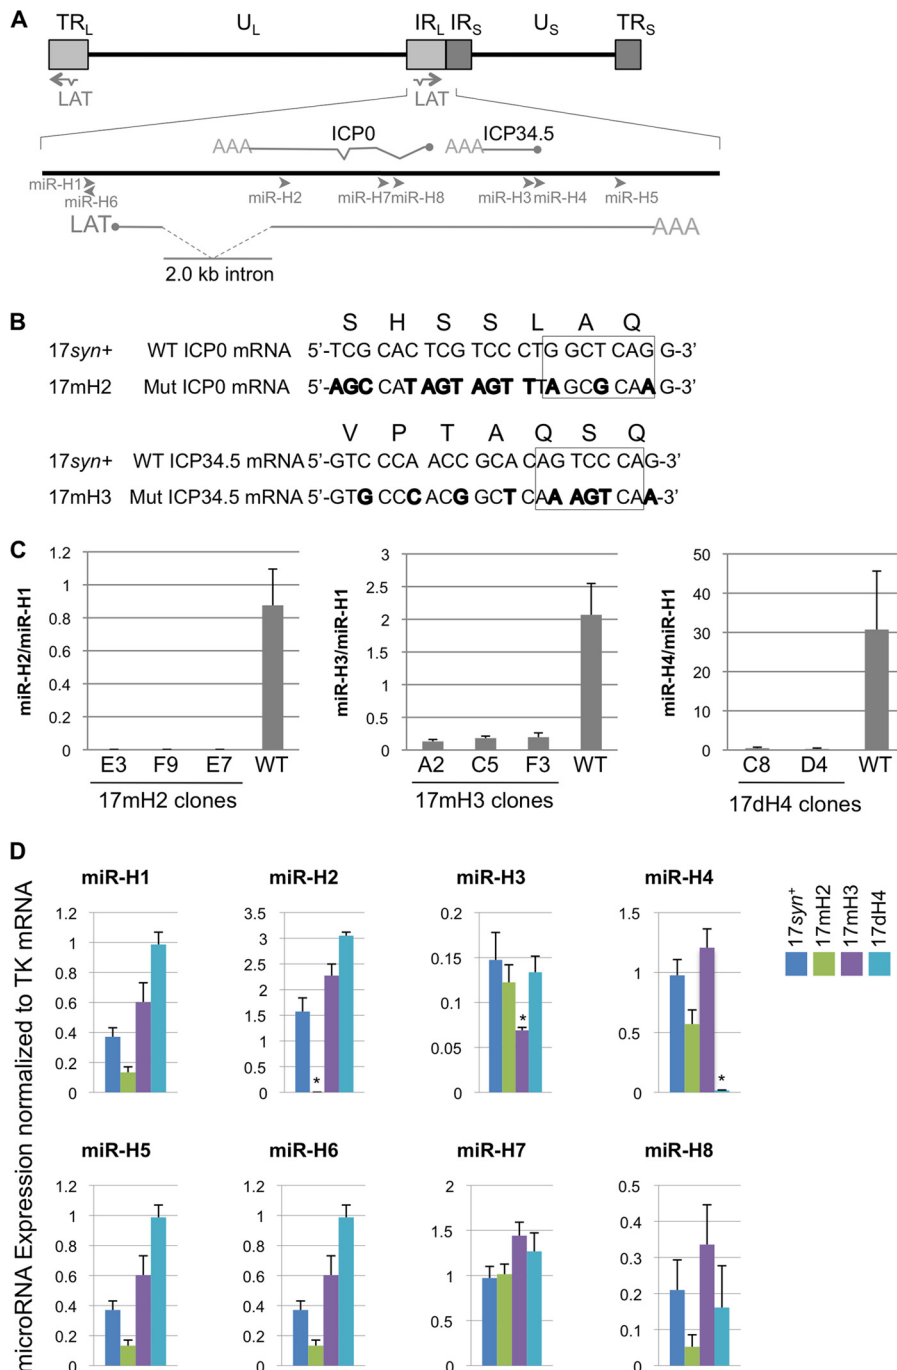 A
TRL UL IRL IRS US TRS
LAT LAT
AAA ICP0 AAA ICP34.5
miR-H1 miR-H6 miR-H2 miR-H7 miR-H8 miR-H3 miR-H4 miR-H5
LAT AAA
2.0 kb intron
B
S H S S L A Q
17syn+ WT ICP0 mRNA 5'-TCG CAC TCG TCC CTG GCT CAG G-3'
17mH2 Mut ICP0 mRNA 5'-AGC CAT AGT AGT TTA GCG CAA G-3'
V P T A Q S Q
17syn+ WT ICP34.5 mRNA 5'-GTC CCA ACC GCA CAG TCC CAG-3'
17mH3 Mut ICP34.5 mRNA 5'-GTG CCC ACG GCT CAA AGT CAA-3'
C
miR-H2/miR-H1
1.2
1
0.8
0.6
0.4
0.2
0
E3 F9 E7 WT
17mH2 clones
miR-H3/miR-H1
3
2.5
2
1.5
1
0.5
0
A2 C5 F3 WT
17mH3 clones
miR-H4/miR-H1
50
40
30
20
10
0
C8 D4 WT
17dH4 clones
D
microRNA Expression normalized to TK mRNA
miR-H1
1.2
1
0.8
0.6
0.4
0.2
0
miR-H2
3.5
3
2.5
2
1.5
1
0.5
0
*
miR-H3
0.2
0.15
0.1
0.05
0
*
miR-H4
1.5
1
0.5
0
*
17syn+
17mH2
17mH3
17dH4
miR-H5
1.2
1
0.8
0.6
0.4
0.2
0
miR-H6
1.2
1
0.8
0.6
0.4
0.2
0
miR-H7
2
1.5
1
0.5
0
miR-H8
0.5
0.4
0.3
0.2
0.1
0